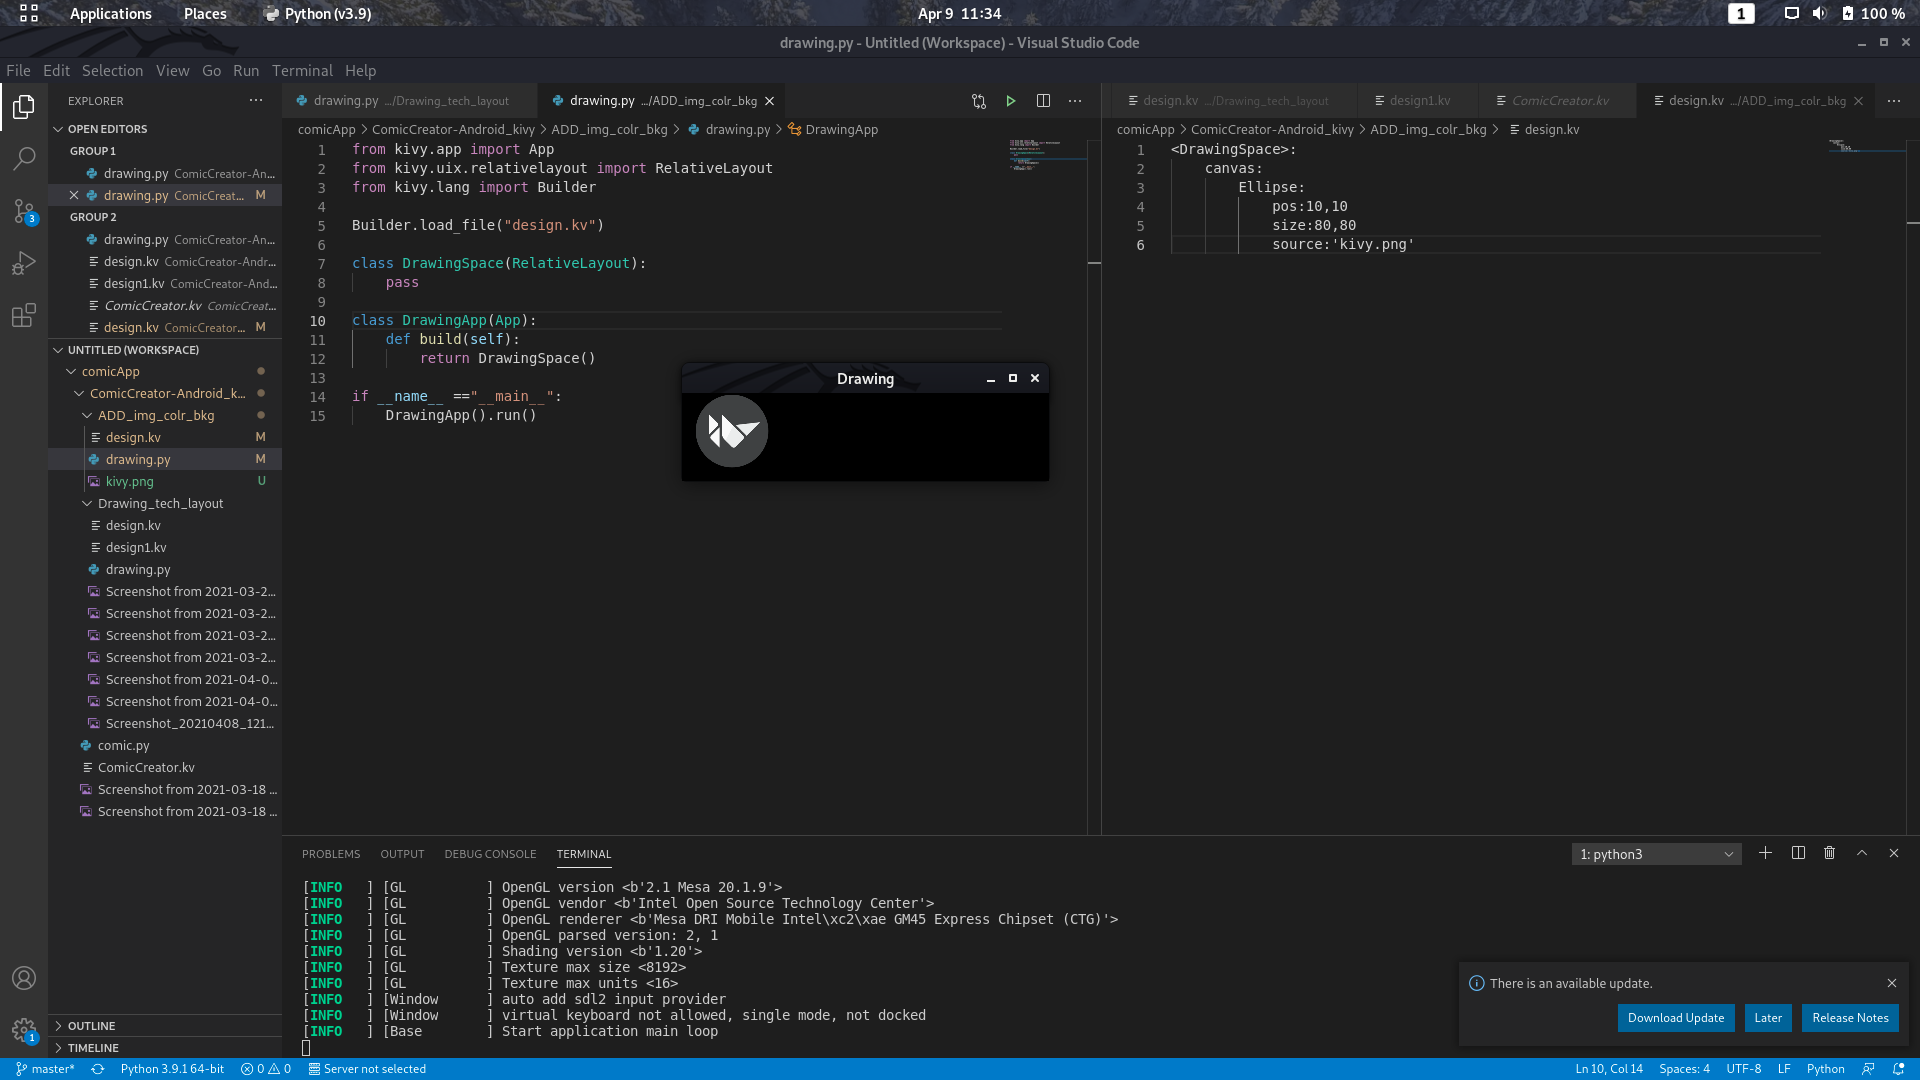 Applications Places Python (v3.9) Apr 9 11:34 1 100 %
drawing.py - Untitled (Workspace) - Visual Studio Code
File Edit Selection View Go Run Terminal Help
EXPLORER
OPEN EDITORS
GROUP 1
drawing.py ComicCreator-An...
drawing.py ComicCreat... M
GROUP 2
drawing.py ComicCreator-An...
design.kv ComicCreator-Andr...
design1.kv ComicCreator-And...
ComicCreator.kv ComicCreat...
design.kv ComicCreator... M
UNTITLED (WORKSPACE)
comicApp
ComicCreator-Android_k...
ADD_img_colr_bkg
design.kv M
drawing.py M
kivy.png U
Drawing_tech_layout
design.kv
design1.kv
drawing.py
Screenshot from 2021-03-2...
Screenshot from 2021-03-2...
Screenshot from 2021-03-2...
Screenshot from 2021-03-2...
Screenshot from 2021-04-0...
Screenshot from 2021-04-0...
Screenshot_20210408_121...
comic.py
ComicCreator.kv
Screenshot from 2021-03-18 ...
Screenshot from 2021-03-18 ...
OUTLINE
TIMELINE
3
1
drawing.py .../Drawing_tech_layout drawing.py .../ADD_img_colr_bkg
comicApp > ComicCreator-Android_kivy > ADD_img_colr_bkg > drawing.py > DrawingApp
1 from kivy.app import App
2 from kivy.uix.relativelayout import RelativeLayout
3 from kivy.lang import Builder
4
5 Builder.load_file("design.kv")
6
7 class DrawingSpace(RelativeLayout):
8 pass
9
10 class DrawingApp(App):
11 def build(self):
12 return DrawingSpace()
13
14 if __name__ =="__main__":
15 DrawingApp().run()
Drawing
design.kv .../Drawing_tech_layout design1.kv ComicCreator.kv design.kv .../ADD_img_colr_bkg
comicApp > ComicCreator-Android_kivy > ADD_img_colr_bkg > design.kv
1 <DrawingSpace>:
2 canvas:
3 Ellipse:
4 pos:10,10
5 size:80,80
6 source:'kivy.png'
PROBLEMS OUTPUT DEBUG CONSOLE TERMINAL 1: python3
[INFO ] [GL ] OpenGL version <b'2.1 Mesa 20.1.9'>
[INFO ] [GL ] OpenGL vendor <b'Intel Open Source Technology Center'>
[INFO ] [GL ] OpenGL renderer <b'Mesa DRI Mobile Intel\xc2\xae GM45 Express Chipset (CTG)'>
[INFO ] [GL ] OpenGL parsed version: 2, 1
[INFO ] [GL ] Shading version <b'1.20'>
[INFO ] [GL ] Texture max size <8192>
[INFO ] [GL ] Texture max units <16>
[INFO ] [Window ] auto add sdl2 input provider
[INFO ] [Window ] virtual keyboard not allowed, single mode, not docked
[INFO ] [Base ] Start application main loop
There is an available update.
Download Update Later Release Notes
master* Python 3.9.1 64-bit 0 0 Server not selected Ln 10, Col 14 Spaces: 4 UTF-8 LF Python